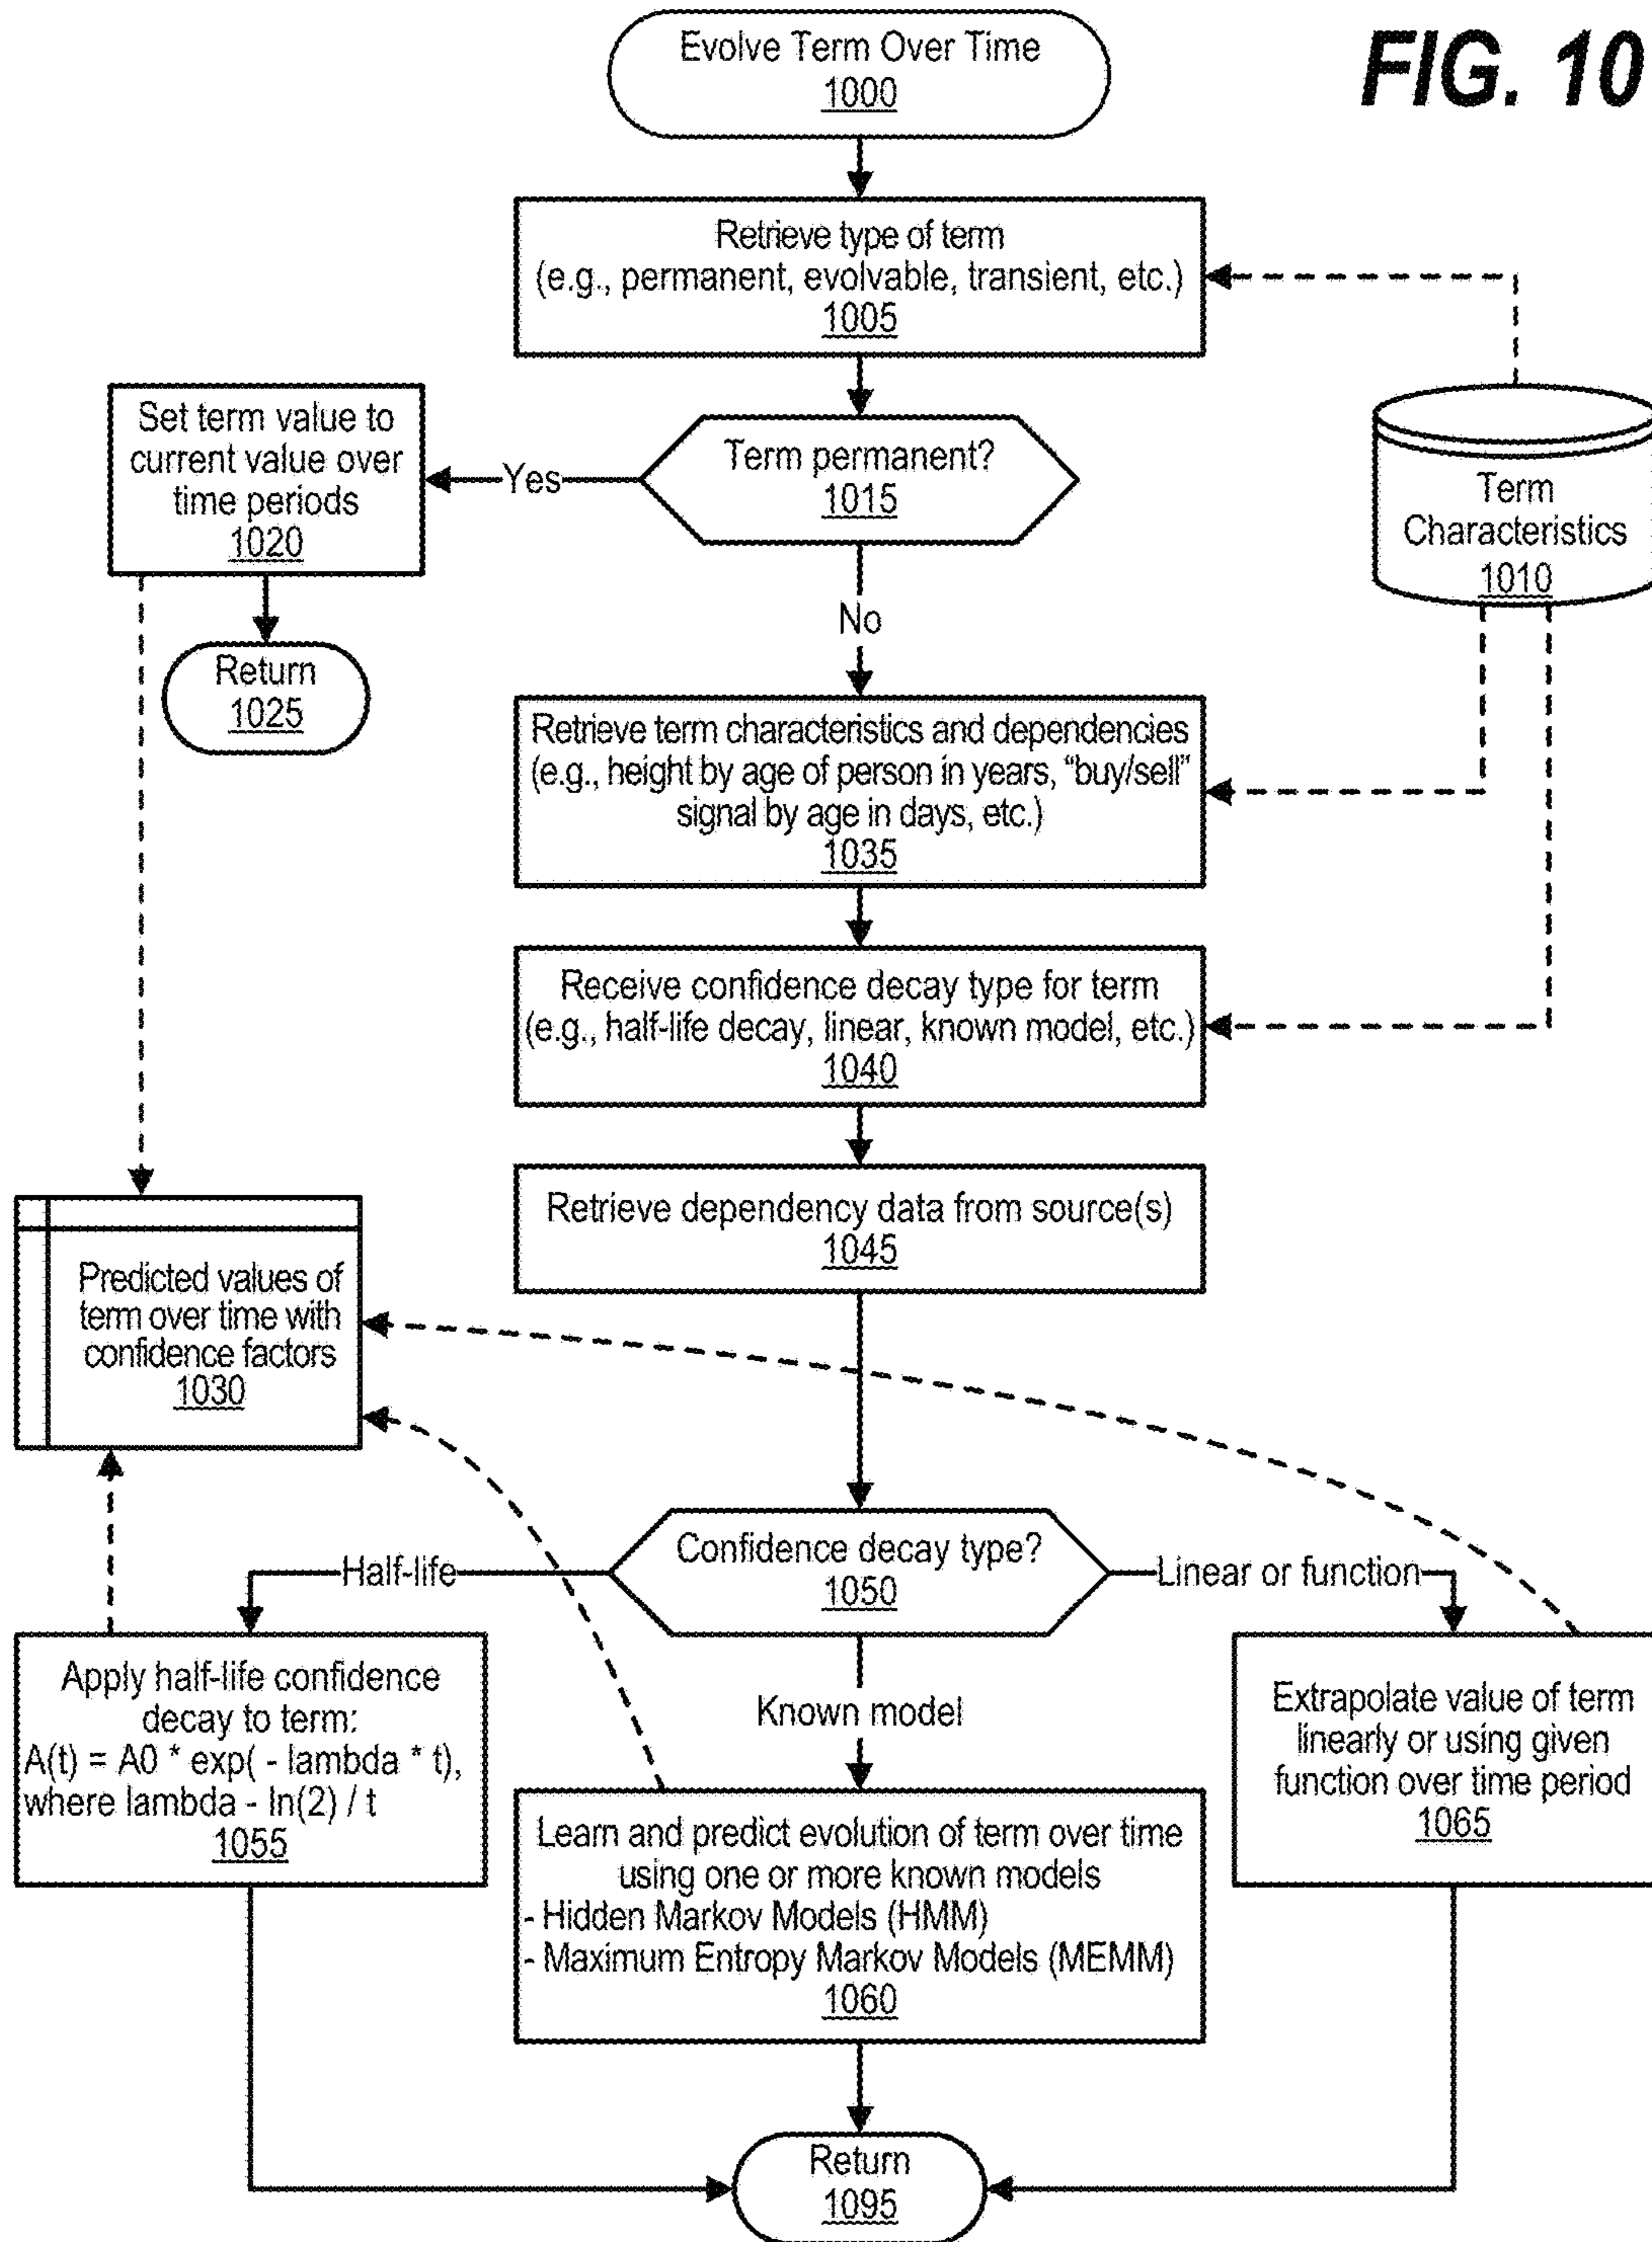 FIG. 10
Evolve Term Over Time
1000
Retrieve type of term
(e.g., permanent, evolvable, transient, etc.)
1005
Set term value to
current value over
time periods
1020
Yes
Term permanent?
1015
Term
Characteristics
1010
No
Return
1025
Retrieve term characteristics and dependencies
(e.g., height by age of person in years, “buy/sell”
signal by age in days, etc.)
1035
Receive confidence decay type for term
(e.g., half-life decay, linear, known model, etc.)
1040
Retrieve dependency data from source(s)
1045
Predicted values of
term over time with
confidence factors
1030
Half-life
Confidence decay type?
1050
Linear or function
Known model
Apply half-life confidence
decay to term:
A(t) = A0 * exp( - lambda * t),
where lambda - ln(2) / t
1055
Learn and predict evolution of term over time
using one or more known models
- Hidden Markov Models (HMM)
- Maximum Entropy Markov Models (MEMM)
1060
Extrapolate value of term
linearly or using given
function over time period
1065
Return
1095